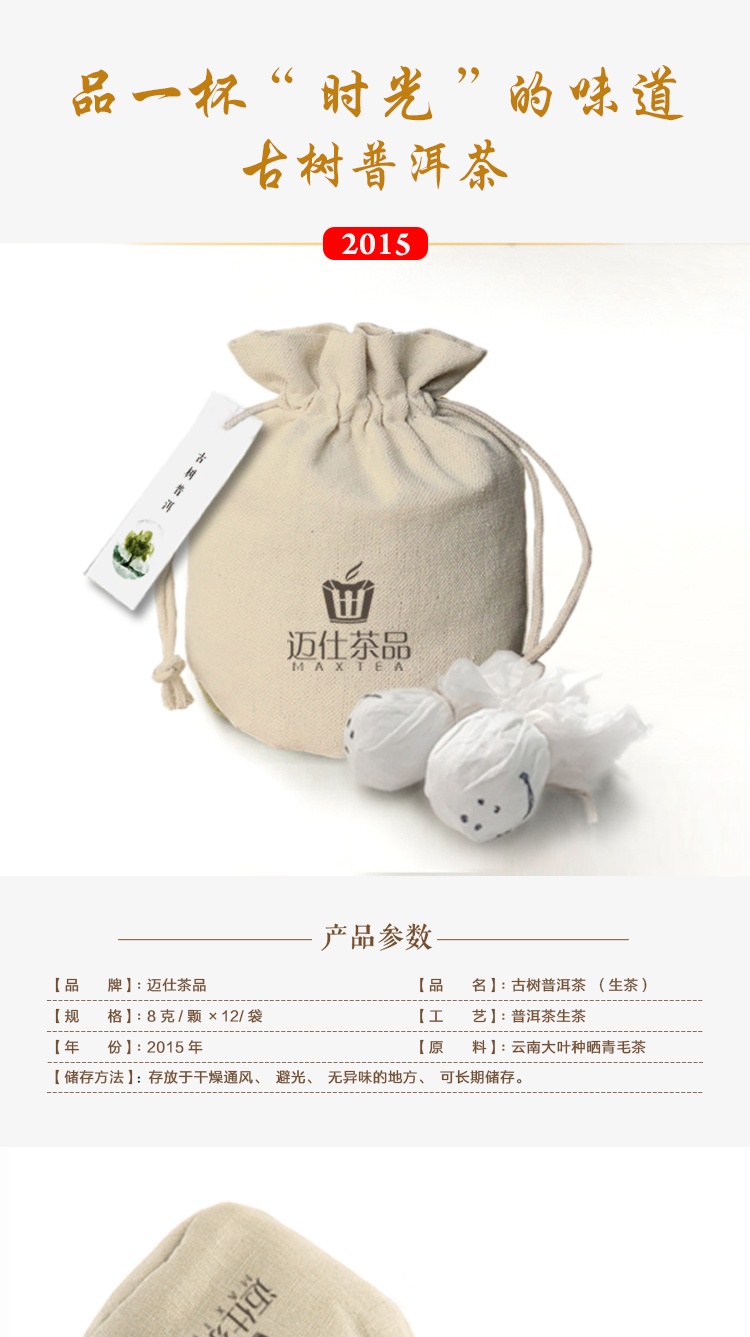 品一杯“时光”的味道
古树普洱茶
2015
古树普洱
迈仕茶品
MAXTEA
产品参数
【品 牌】：迈仕茶品 【品 名】：古树普洱茶 （生茶）
【规 格】：8克/颗 ×12/袋 【工 艺】：普洱茶生茶
【年 份】：2015年 【原 料】：云南大叶种晒青毛茶
【储存方法】：存放于干燥通风、 避光、 无异味的地方、 可长期储存。
迈仕茶
MAXT